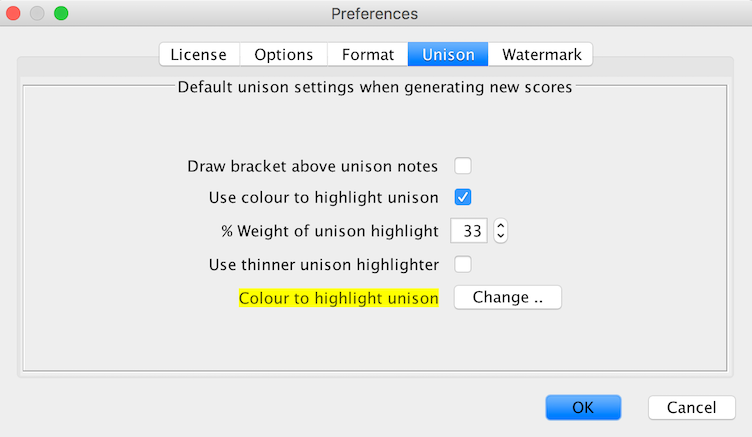 Preferences
License Options Format Unison Watermark
Default unison settings when generating new scores
Draw bracket above unison notes
Use colour to highlight unison
% Weight of unison highlight 33
Use thinner unison highlighter
Colour to highlight unison Change ..
OK Cancel